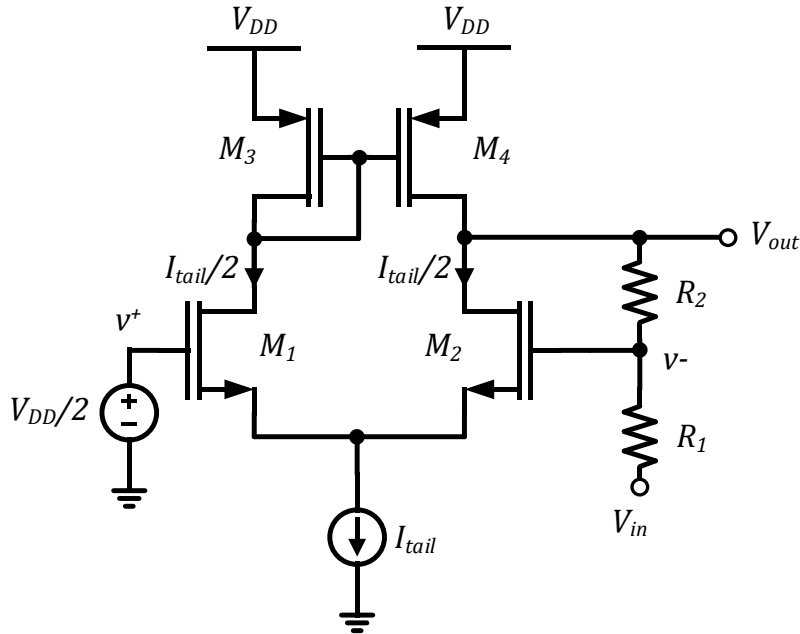 V_DD V_DD
M_3 M_4
V_out
I_tail/2 I_tail/2
R_2
v^+
M_1 M_2
v-
V_DD/2
+
−
R_1
V_in
I_tail